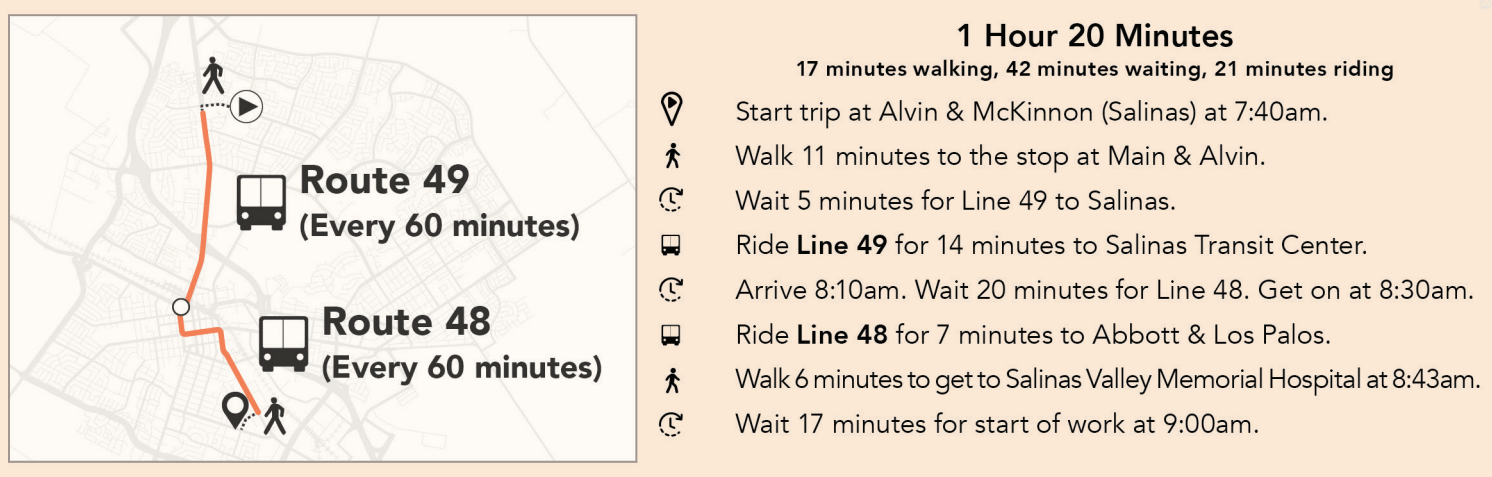 Route 49
(Every 60 minutes)
Route 48
(Every 60 minutes)
1 Hour 20 Minutes
17 minutes walking, 42 minutes waiting, 21 minutes riding
Start trip at Alvin & McKinnon (Salinas) at 7:40am.
Walk 11 minutes to the stop at Main & Alvin.
Wait 5 minutes for Line 49 to Salinas.
Ride Line 49 for 14 minutes to Salinas Transit Center.
Arrive 8:10am. Wait 20 minutes for Line 48. Get on at 8:30am.
Ride Line 48 for 7 minutes to Abbott & Los Palos.
Walk 6 minutes to get to Salinas Valley Memorial Hospital at 8:43am.
Wait 17 minutes for start of work at 9:00am.